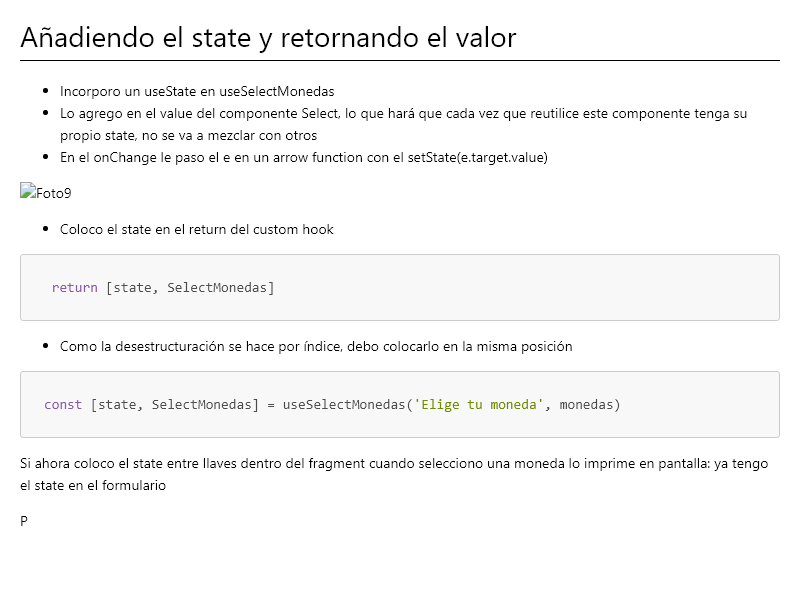 Añadiendo el state y retornando el valor
Incorporo un useState en useSelectMonedas
Lo agrego en el value del componente Select, lo que hará que cada vez que reutilice este componente tenga su
propio state, no se va a mezclar con otros
En el onChange le paso el e en un arrow function con el setState(e.target.value)
Foto9
Coloco el state en el return del custom hook
return [state, SelectMonedas]
Como la desestructuración se hace por índice, debo colocarlo en la misma posición
const [state, SelectMonedas] = useSelectMonedas('Elige tu moneda', monedas)
Si ahora coloco el state entre llaves dentro del fragment cuando selecciono una moneda lo imprime en pantalla: ya tengo
el state en el formulario
P